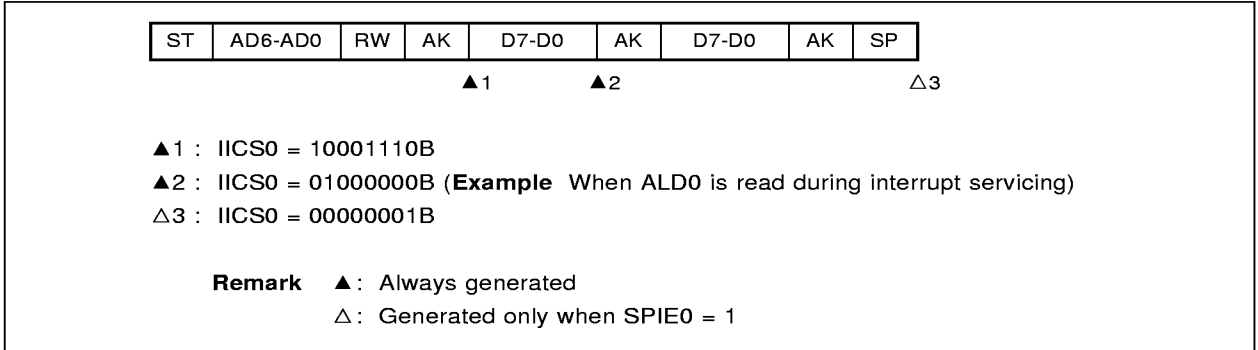 ST AD6-AD0 RW AK D7-D0 AK D7-D0 AK SP
▲1 ▲2 △3
▲1 : IICS0 = 10001110B
▲2 : IICS0 = 01000000B (Example When ALD0 is read during interrupt servicing)
△3 : IICS0 = 00000001B
Remark ▲: Always generated
△: Generated only when SPIE0 = 1